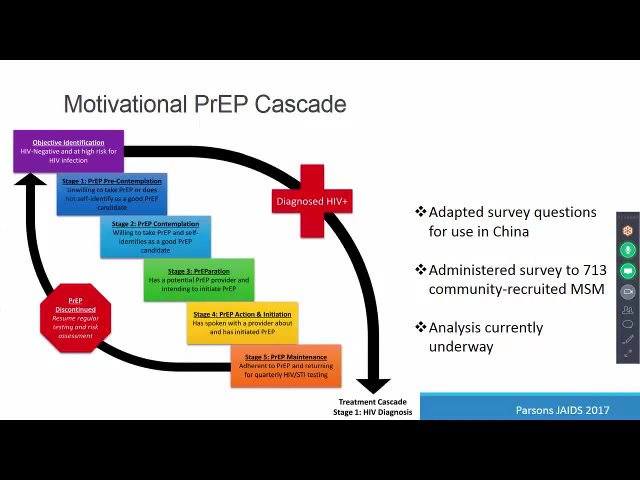 Motivational PrEP Cascade
Objective Identification
HIV-Negative and at high risk for
HIV infection
Stage 1: PrEP Pre-Contemplation
Unwilling to take PrEP or does
not self-identify as a good PrEP
candidate
Stage 2: PrEP Contemplation
Willing to take PrEP and self-
identifies as a good PrEP
candidate
Stage 3: PrEParation
Has a potential PrEP provider and
intending to initiate PrEP
Stage 4: PrEP Action & Initiation
Has spoken with a provider about
and has initiated PrEP
Stage 5: PrEP Maintenance
Adherent to PrEP and returning
for quarterly HIV/STI testing
PrEP
Discontinued
Resume regular
testing and risk
assessment
Diagnosed HIV+
Treatment Cascade
Stage 1: HIV Diagnosis
❖Adapted survey questions
for use in China
❖Administered survey to 713
community-recruited MSM
❖Analysis currently
underway
Parsons JAIDS 2017